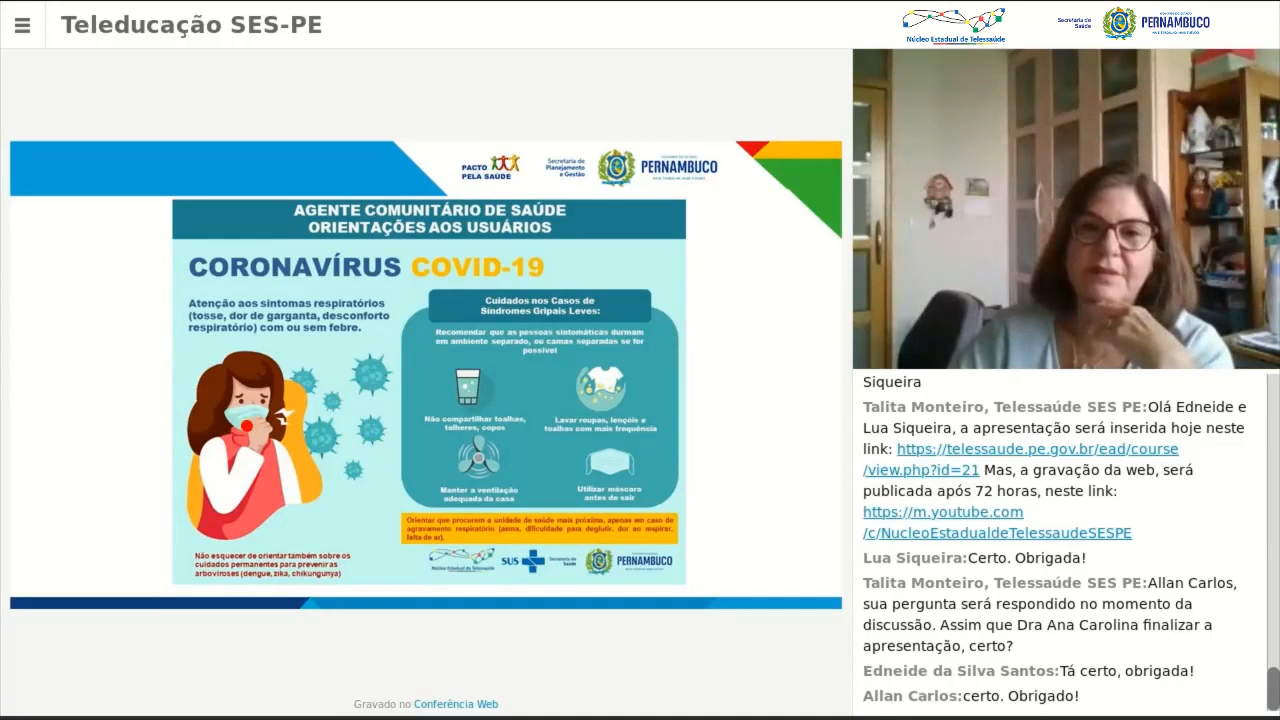 Teleducação SES-PE
Núcleo Estadual de Telessaúde
Secretaria de
Saúde
PERNAMBUCO
PACTO
PELA SAÚDE
Secretaria de
Planejamento
e Gestão
PERNAMBUCO
AGENTE COMUNITÁRIO DE SAÚDE
ORIENTAÇÕES AOS USUÁRIOS
CORONAVÍRUS COVID-19
Atenção aos sintomas respiratórios
(tosse, dor de garganta, desconforto
respiratório) com ou sem febre.
Cuidados nos Casos de
Síndromes Gripais Leves:
Recomendar que as pessoas sintomáticas durmam
em ambiente separado, ou camas separadas se for
possível
Não compartilhar toalhas,
talheres, copos
Lavar roupas, lençóis e
toalhas com mais frequência
Manter a ventilação
adequada da casa
Utilizar máscara
antes de sair
Orientar que procurem a unidade de saúde mais próxima, apenas em caso de
agravamento respiratório (asma, dificuldade para deglutir, dor ao respirar,
falta de ar).
Não esquecer de orientar também sobre os
cuidados permanentes para prevenir as
arboviroses (dengue, zika, chikungunya)
Núcleo Estadual de Telessaúde
SUS
Secretaria de
Saúde
PERNAMBUCO
Gravado no Conferência Web
Siqueira
Talita Monteiro, Telessaúde SES PE:Olá Edneide e
Lua Siqueira, a apresentação será inserida hoje neste
link: https://telessaude.pe.gov.br/ead/course
/view.php?id=21 Mas, a gravação da web, será
publicada após 72 horas, neste link:
https://m.youtube.com
/c/NucleoEstadualdeTelessaudeSESPE
Lua Siqueira:Certo. Obrigada!
Talita Monteiro, Telessaúde SES PE:Allan Carlos,
sua pergunta será respondido no momento da
discussão. Assim que Dra Ana Carolina finalizar a
apresentação, certo?
Edneide da Silva Santos:Tá certo, obrigada!
Allan Carlos:certo. Obrigado!